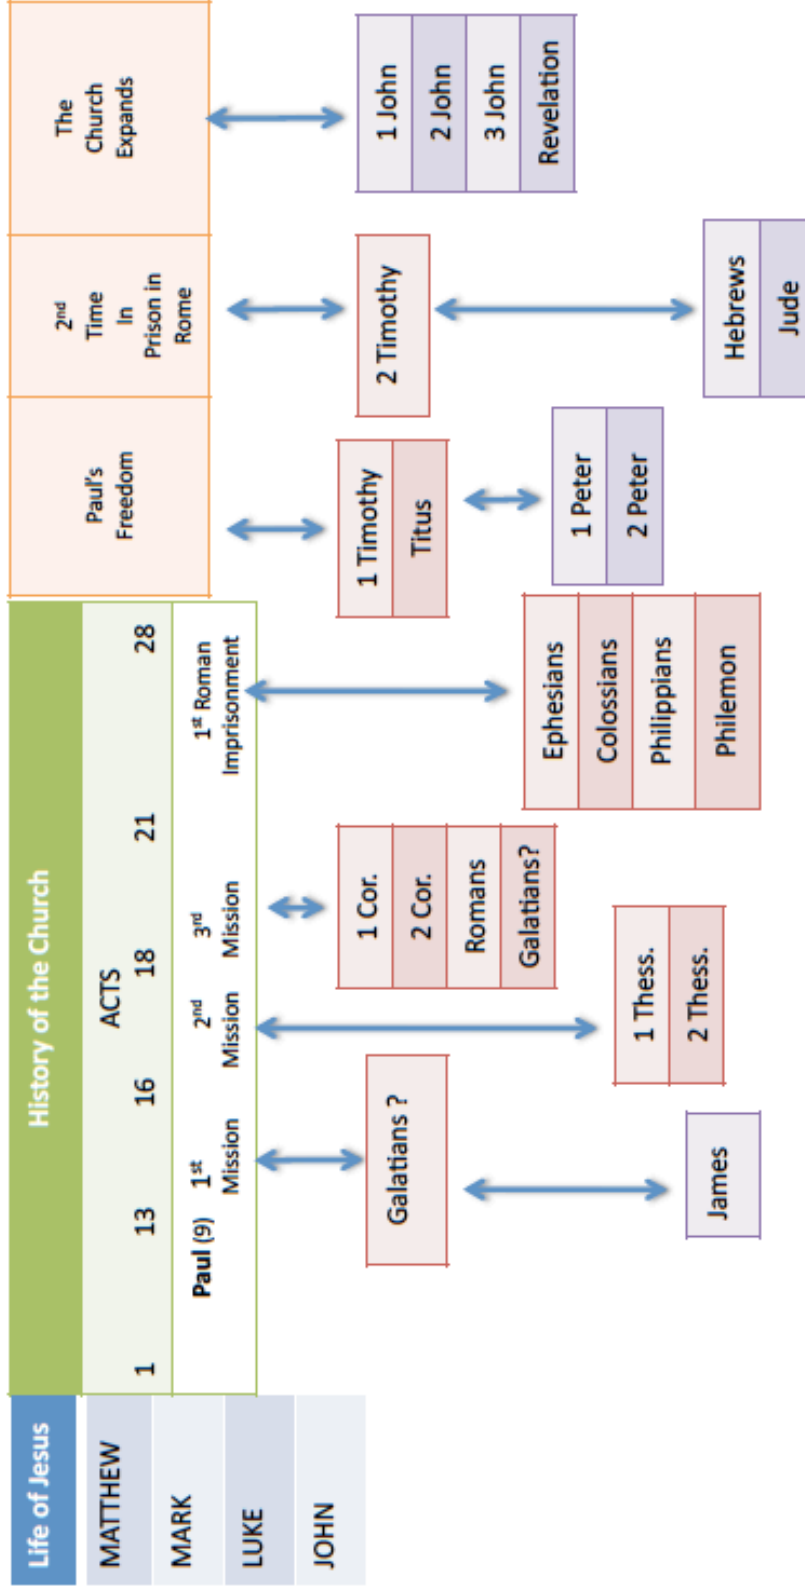 Life of Jesus
MATTHEW
MARK
LUKE
JOHN
History of the Church
ACTS
1 13 16 18 21 28
Paul (9)
1st
Mission
2nd
Mission
3rd
Mission
1st Roman
Imprisonment
Paul's
Freedom
2nd
Time
In
Prison in
Rome
The
Church
Expands
Galatians ?
James
1 Thess.
2 Thess.
1 Cor.
2 Cor.
Romans
Galatians?
Ephesians
Colossians
Philippians
Philemon
1 Timothy
Titus
1 Peter
2 Peter
2 Timothy
Hebrews
Jude
1 John
2 John
3 John
Revelation